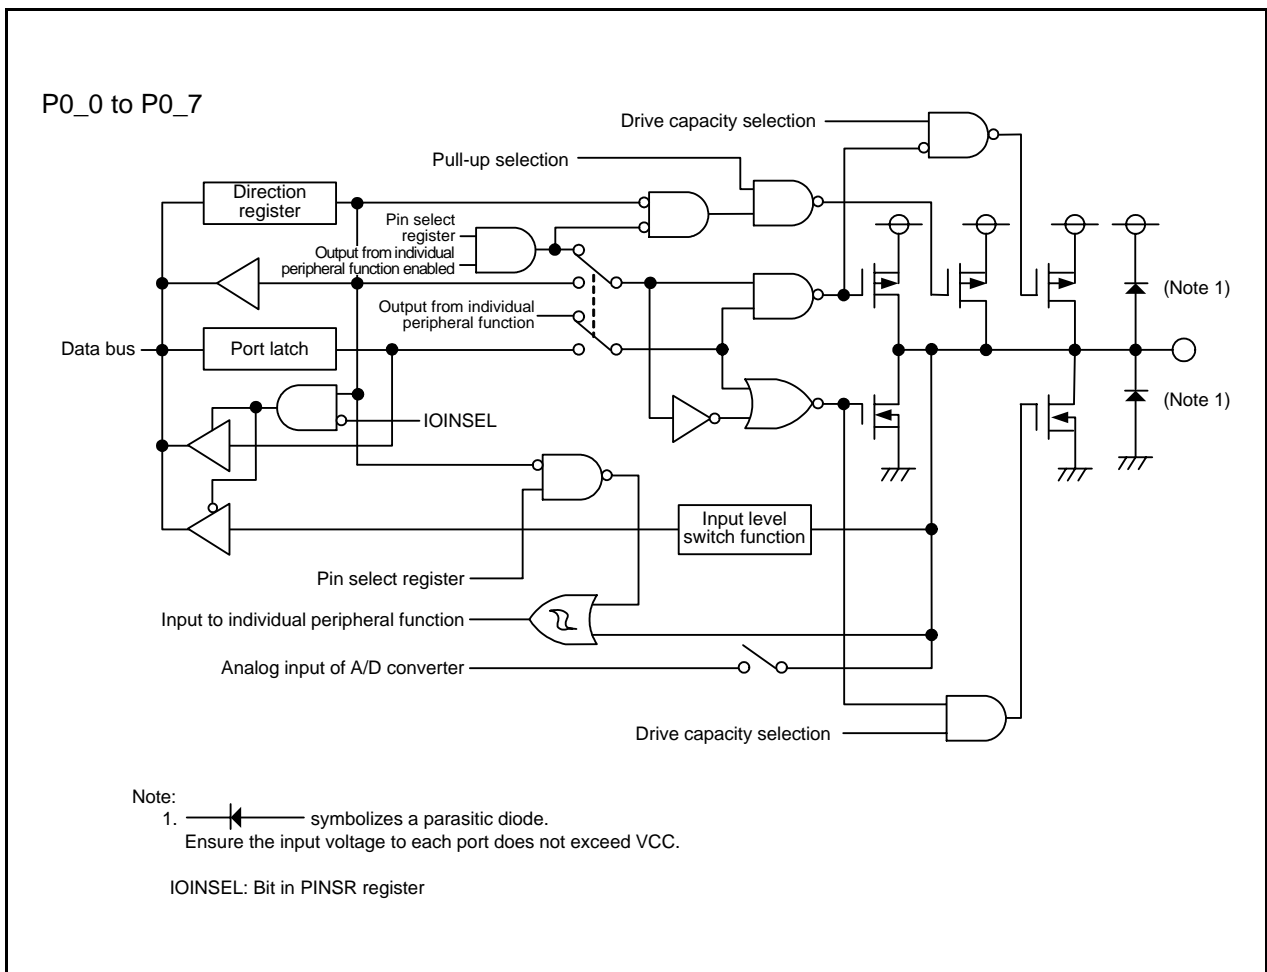 P0_0 to P0_7
Drive capacity selection
Pull-up selection
Direction
register
Pin select
register
Output from individual
peripheral function enabled
(Note 1)
Output from individual
peripheral function
Data bus
Port latch
(Note 1)
IOINSEL
Input level
switch function
Pin select register
Input to individual peripheral function
Analog input of A/D converter
Drive capacity selection
Note:
1. symbolizes a parasitic diode.
Ensure the input voltage to each port does not exceed VCC.
IOINSEL: Bit in PINSR register